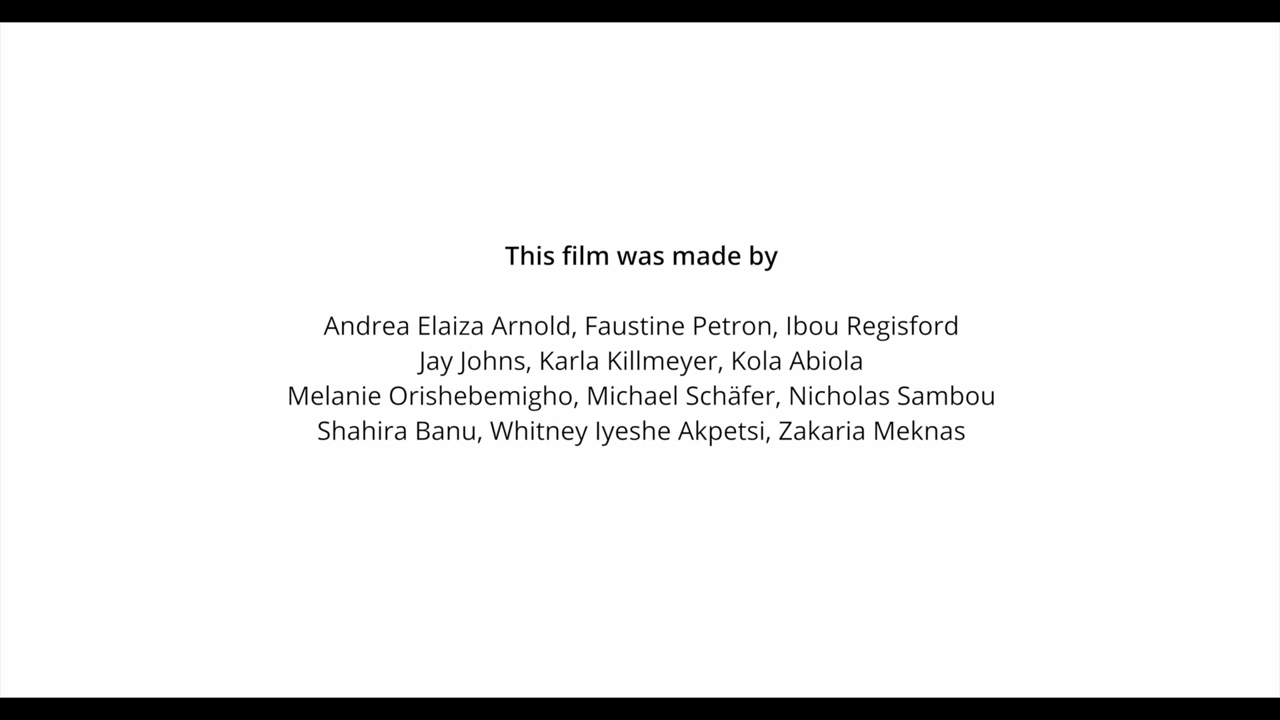 This film was made by
Andrea Elaiza Arnold, Faustine Petron, Ibou Regisford
Jay Johns, Karla Killmeyer, Kola Abiola
Melanie Orishebemigho, Michael Schäfer, Nicholas Sambou
Shahira Banu, Whitney Iyeshe Akpetsi, Zakaria Meknas